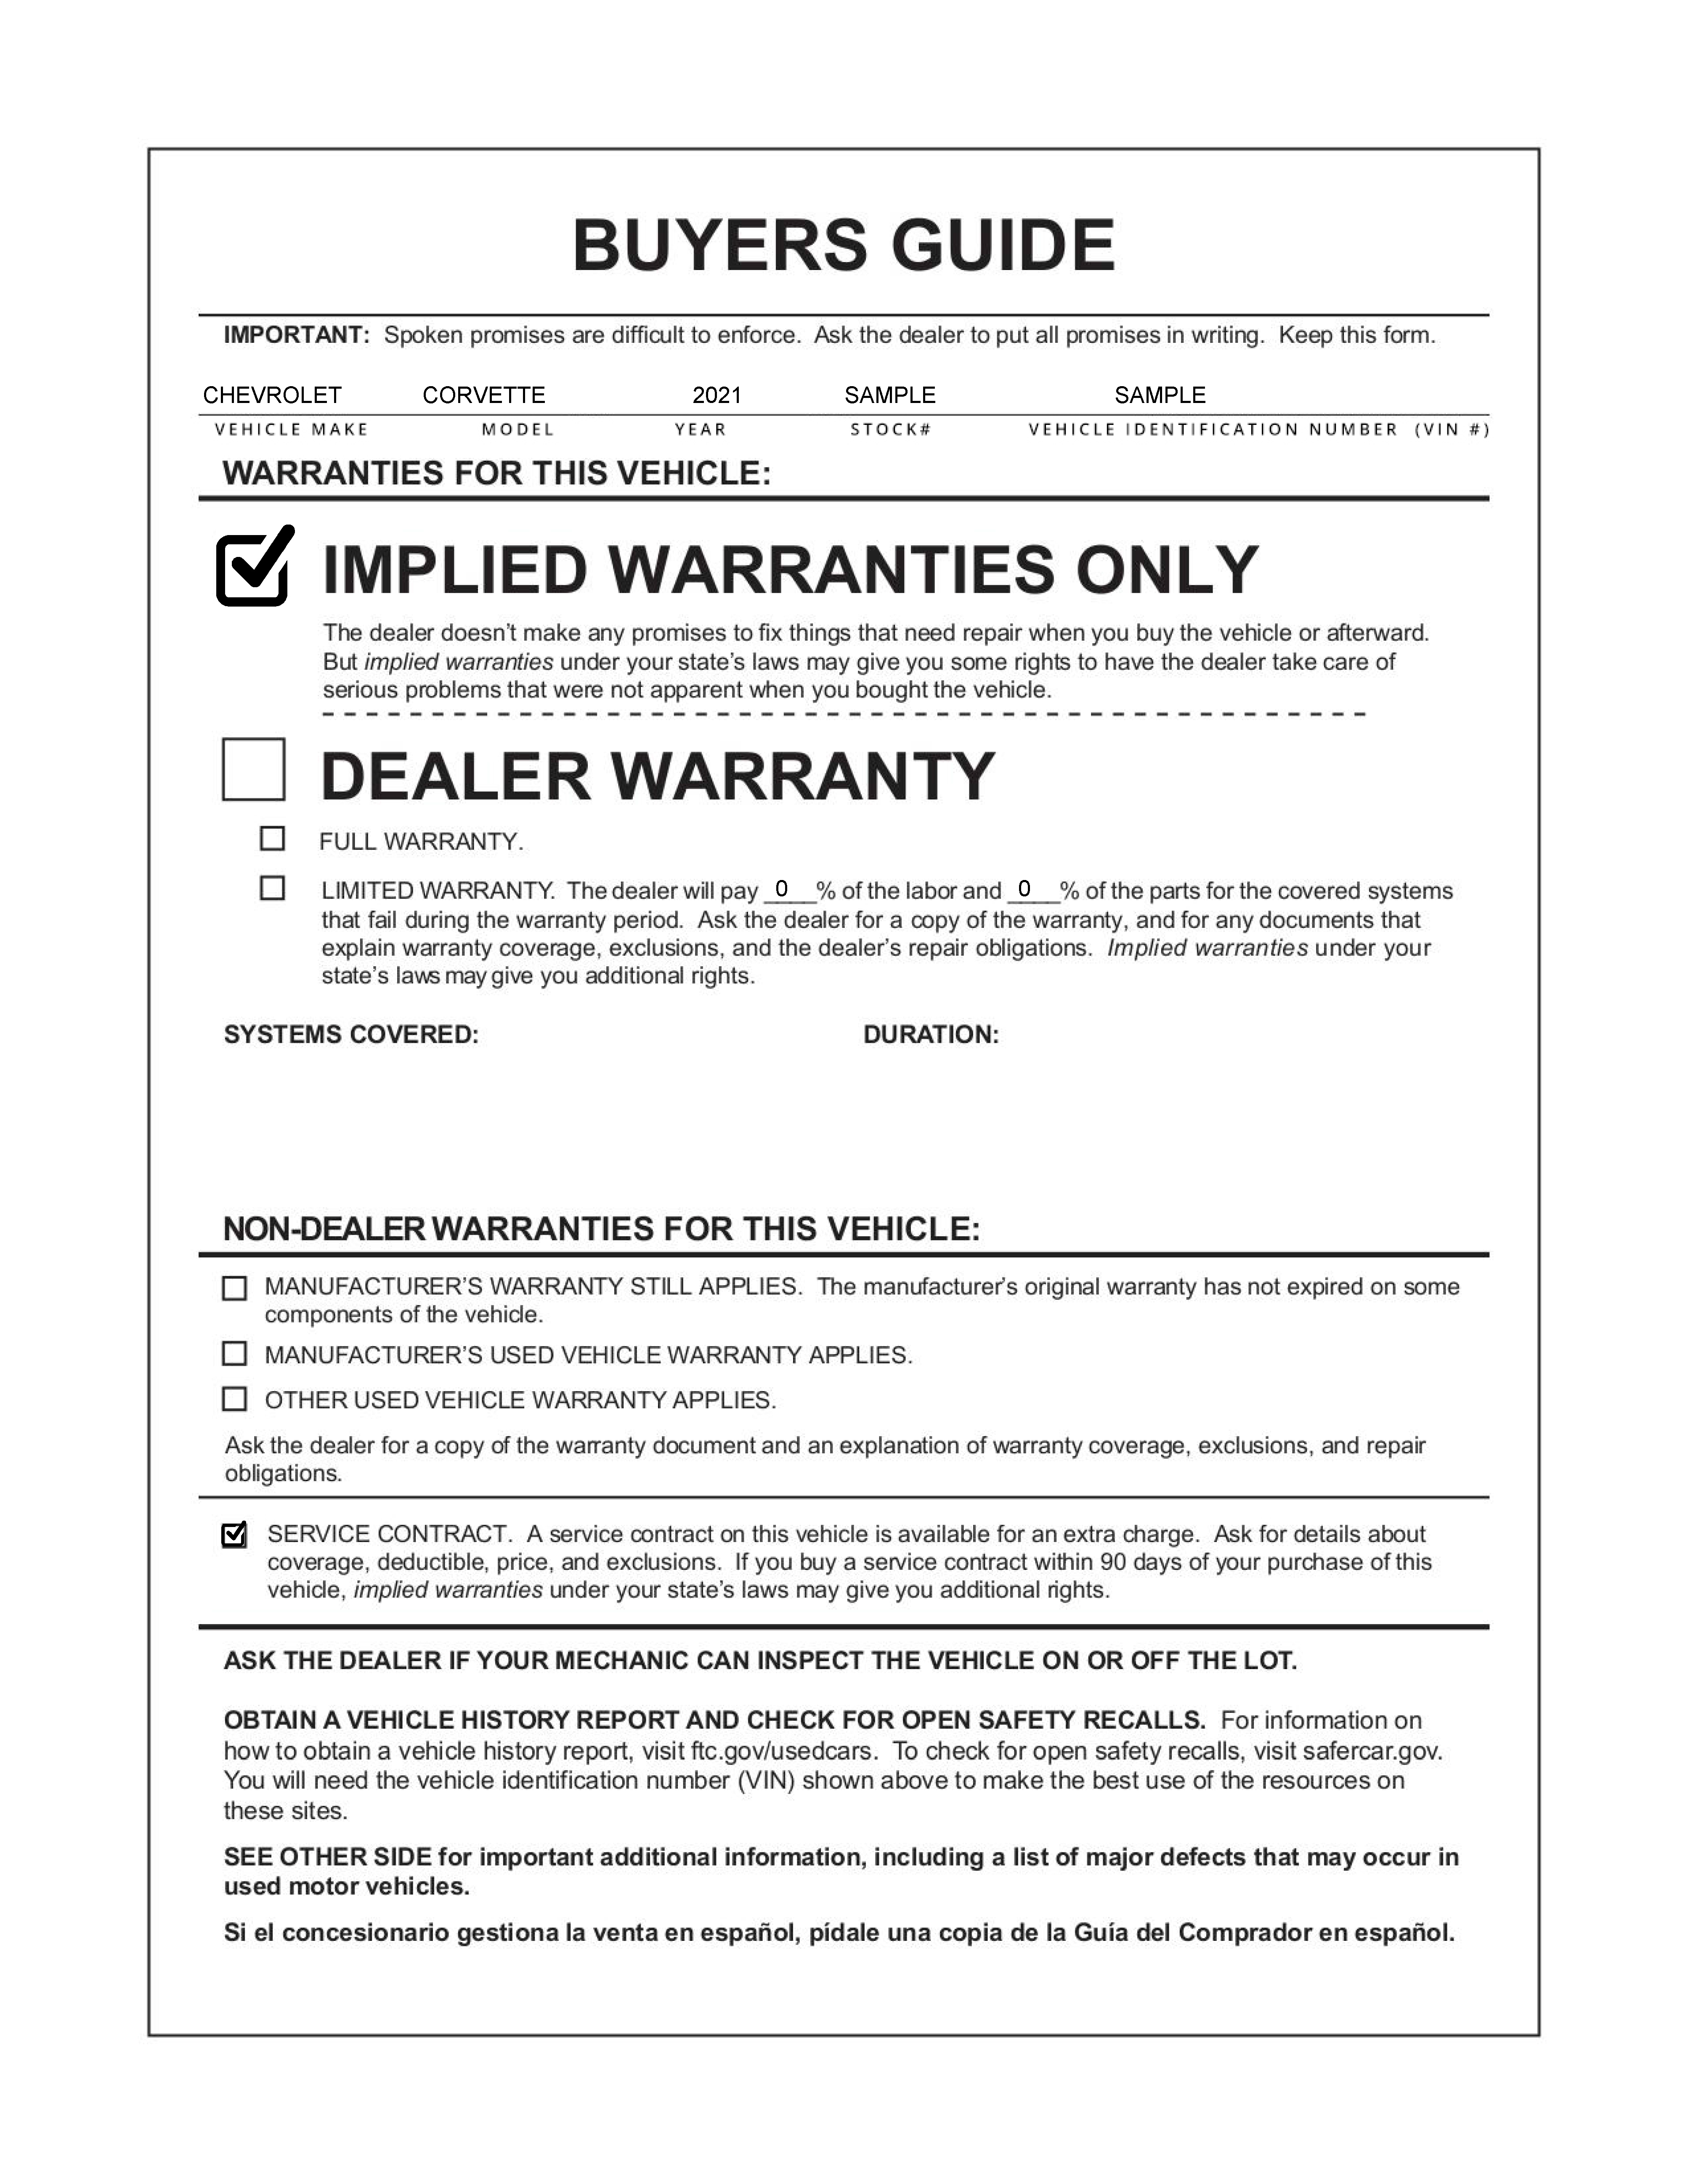 BUYERS GUIDE
IMPORTANT: Spoken promises are difficult to enforce. Ask the dealer to put all promises in writing. Keep this form.
CHEVROLET CORVETTE 2021 SAMPLE SAMPLE
VEHICLE MAKE MODEL YEAR STOCK# VEHICLE IDENTIFICATION NUMBER (VIN #)
WARRANTIES FOR THIS VEHICLE:
IMPLIED WARRANTIES ONLY
The dealer doesn't make any promises to fix things that need repair when you buy the vehicle or afterward.
But implied warranties under your state's laws may give you some rights to have the dealer take care of
serious problems that were not apparent when you bought the vehicle.
DEALER WARRANTY
FULL WARRANTY.
LIMITED WARRANTY. The dealer will pay 0 % of the labor and 0 % of the parts for the covered systems
that fail during the warranty period. Ask the dealer for a copy of the warranty, and for any documents that
explain warranty coverage, exclusions, and the dealer's repair obligations. Implied warranties under your
state's laws may give you additional rights.
SYSTEMS COVERED: DURATION:
NON-DEALER WARRANTIES FOR THIS VEHICLE:
MANUFACTURER'S WARRANTY STILL APPLIES. The manufacturer's original warranty has not expired on some
components of the vehicle.
MANUFACTURER'S USED VEHICLE WARRANTY APPLIES.
OTHER USED VEHICLE WARRANTY APPLIES.
Ask the dealer for a copy of the warranty document and an explanation of warranty coverage, exclusions, and repair
obligations.
SERVICE CONTRACT. A service contract on this vehicle is available for an extra charge. Ask for details about
coverage, deductible, price, and exclusions. If you buy a service contract within 90 days of your purchase of this
vehicle, implied warranties under your state's laws may give you additional rights.
ASK THE DEALER IF YOUR MECHANIC CAN INSPECT THE VEHICLE ON OR OFF THE LOT.
OBTAIN A VEHICLE HISTORY REPORT AND CHECK FOR OPEN SAFETY RECALLS. For information on
how to obtain a vehicle history report, visit ftc.gov/usedcars. To check for open safety recalls, visit safercar.gov.
You will need the vehicle identification number (VIN) shown above to make the best use of the resources on
these sites.
SEE OTHER SIDE for important additional information, including a list of major defects that may occur in
used motor vehicles.
Si el concesionario gestiona la venta en español, pídale una copia de la Guía del Comprador en español.